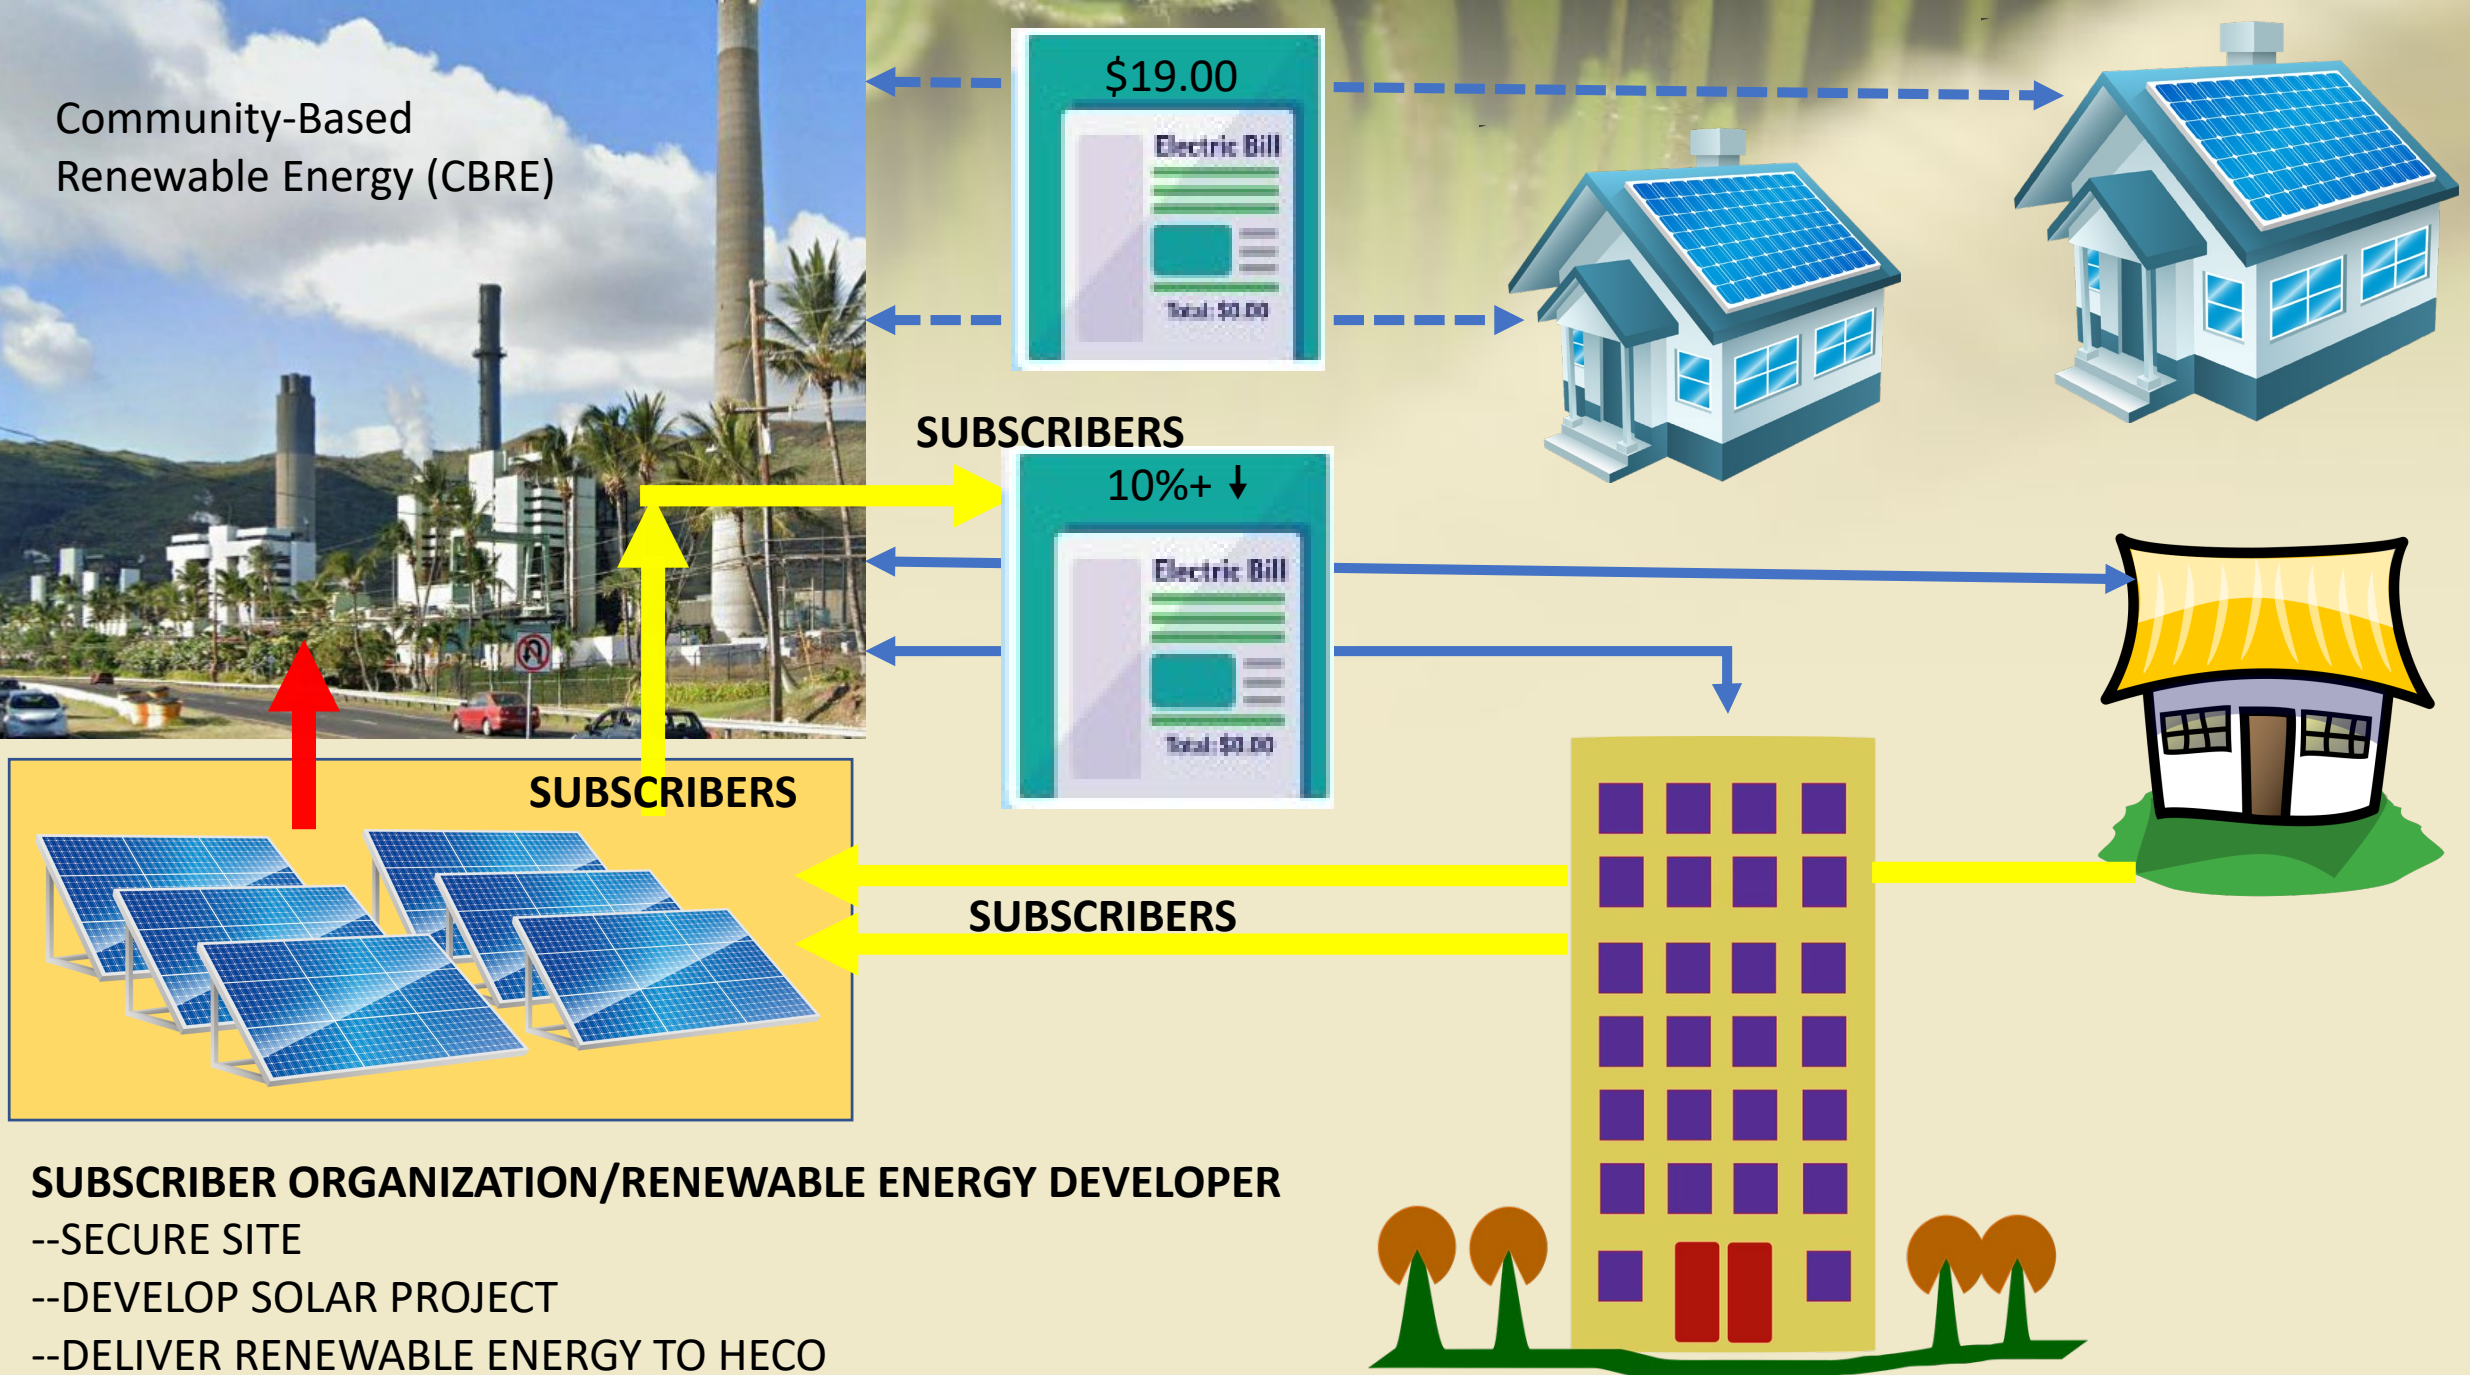 Community-Based
Renewable Energy (CBRE)
$19.00
Electric Bill
Total: $0.00
SUBSCRIBERS
10%+ ↓
Electric Bill
Total: $0.00
SUBSCRIBERS
SUBSCRIBERS
SUBSCRIBER ORGANIZATION/RENEWABLE ENERGY DEVELOPER
--SECURE SITE
--DEVELOP SOLAR PROJECT
--DELIVER RENEWABLE ENERGY TO HECO